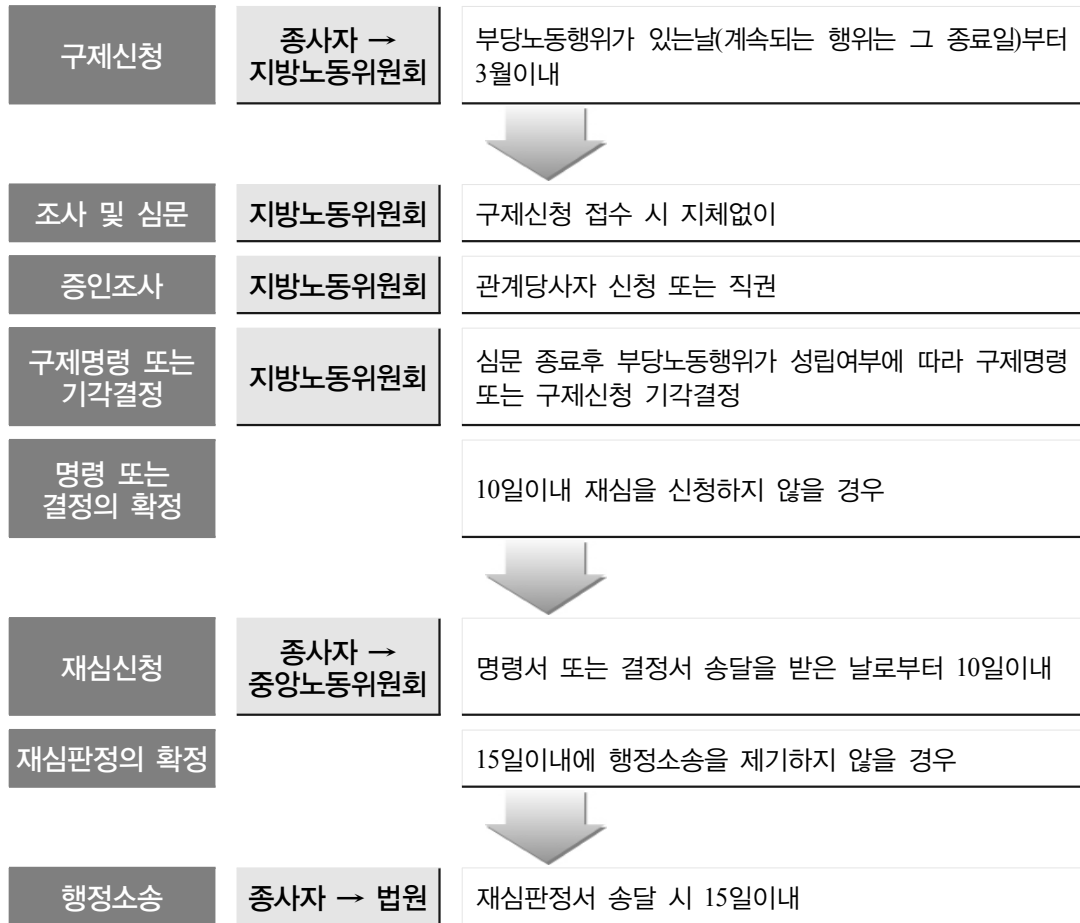 구제신청
종사자 →
지방노동위원회
부당노동행위가 있는날(계속되는 행위는 그 종료일)부터
3월이내
조사 및 심문
지방노동위원회
구제신청 접수 시 지체없이
증인조사
지방노동위원회
관계당사자 신청 또는 직권
구제명령 또는
기각결정
지방노동위원회
심문 종료후 부당노동행위가 성립여부에 따라 구제명령
또는 구제신청 기각결정
명령 또는
결정의 확정
10일이내 재심을 신청하지 않을 경우
재심신청
종사자 →
중앙노동위원회
명령서 또는 결정서 송달을 받은 날로부터 10일이내
재심판정의 확정
15일이내에 행정소송을 제기하지 않을 경우
행정소송
종사자 → 법원
재심판정서 송달 시 15일이내